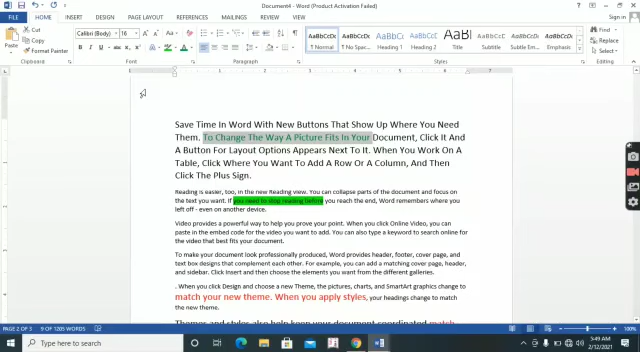 Document4 - Word (Product Activation Failed)
FILE HOME INSERT DESIGN PAGE LAYOUT REFERENCES MAILINGS REVIEW VIEW Sign in
Cut
Copy
Format Painter
Paste
Clipboard
Calibri (Body) 16
Font
Paragraph
AaBbCcDc AaBbCcDc AaBbCc AaBbCcC AaBl AaBbCcD AaBbCcDc AaBbCcDc
¶ Normal ¶ No Spac... Heading 1 Heading 2 Title Subtitle Subtle Em... Emphasis
Styles
Find
Replace
Select
Editing
Save Time In Word With New Buttons That Show Up Where You Need
Them. To Change The Way A Picture Fits In Your Document, Click It And
A Button For Layout Options Appears Next To It. When You Work On A
Table, Click Where You Want To Add A Row Or A Column, And Then
Click The Plus Sign.
Reading is easier, too, in the new Reading view. You can collapse parts of the document and focus on
the text you want. If you need to stop reading before you reach the end, Word remembers where you
left off - even on another device.
Video provides a powerful way to help you prove your point. When you click Online Video, you can
paste in the embed code for the video you want to add. You can also type a keyword to search online for
the video that best fits your document.
To make your document look professionally produced, Word provides header, footer, cover page, and
text box designs that complement each other. For example, you can add a matching cover page, header,
and sidebar. Click Insert and then choose the elements you want from the different galleries.
. When you click Design and choose a new Theme, the pictures, charts, and SmartArt graphics change to
match your new theme. When you apply styles, your headings change to match
the new theme.
Themes and styles also help keep your document coordinated match
PAGE 2 OF 3 9 OF 1205 WORDS
100%
Type here to search
5:49 AM
2/12/2021